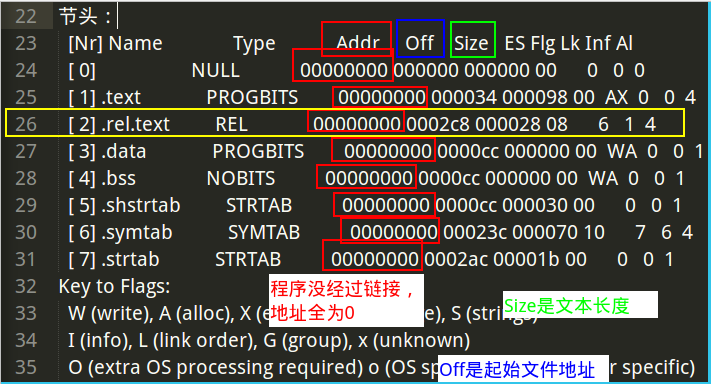 22 节头：
23 [Nr] Name Type Addr Off Size ES Flg Lk Inf Al
24 [ 0] NULL 00000000 000000 000000 00 0 0 0
25 [ 1] .text PROGBITS 00000000 000034 000098 00 AX 0 0 4
26 [ 2] .rel.text REL 00000000 0002c8 000028 08 6 1 4
27 [ 3] .data PROGBITS 00000000 0000cc 000000 00 WA 0 0 1
28 [ 4] .bss NOBITS 00000000 0000cc 000000 00 WA 0 0 1
29 [ 5] .shstrtab STRTAB 00000000 0000cc 000030 00 0 0 1
30 [ 6] .symtab SYMTAB 00000000 00023c 000070 10 7 6 4
31 [ 7] .strtab STRTAB 00000000 0002ac 00001b 00 0 0 1
32 Key to Flags:
程序没经过链接，
地址全为0
Size是文本长度
33 W (write), A (alloc), X (e e), S (strings)
34 I (info), L (link order), G (group), x (unknown)
35 O (extra OS processing required) o (OS sp r specific)
Off是起始文件地址